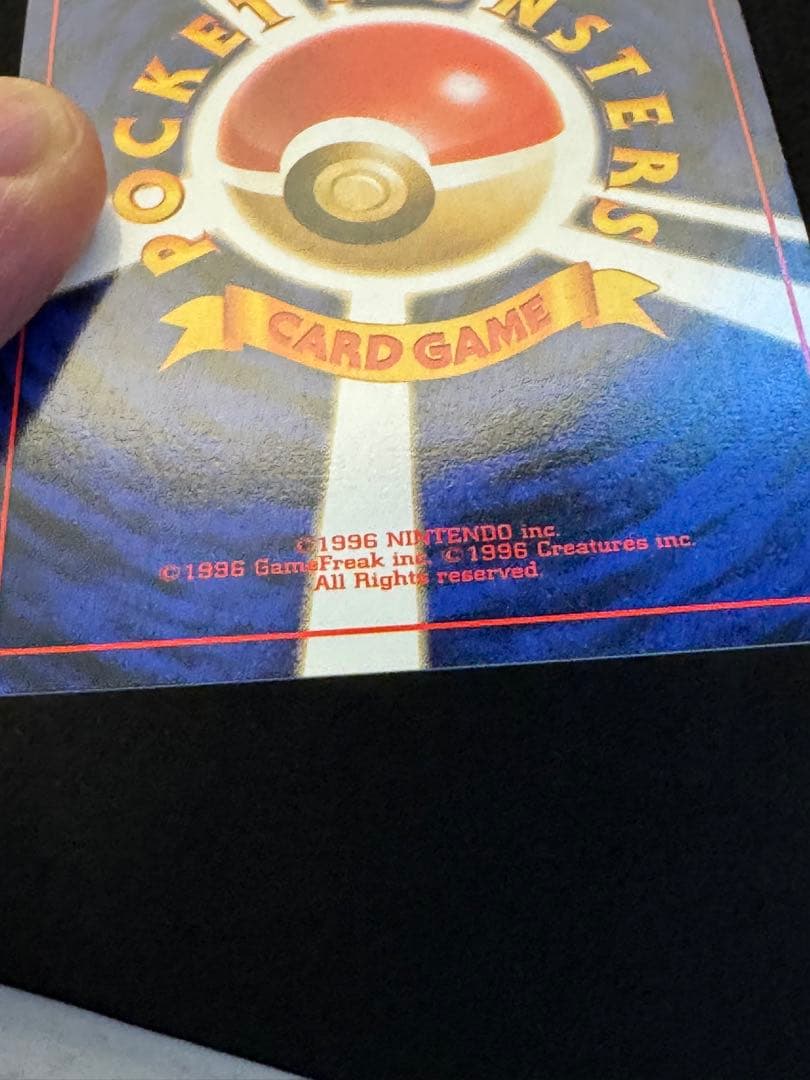 POCKET MONSTERS
CARD GAME
©1996 NINTENDO inc.
©1996 GameFreak inc. ©1996 Creatures inc.
All Rights reserved.